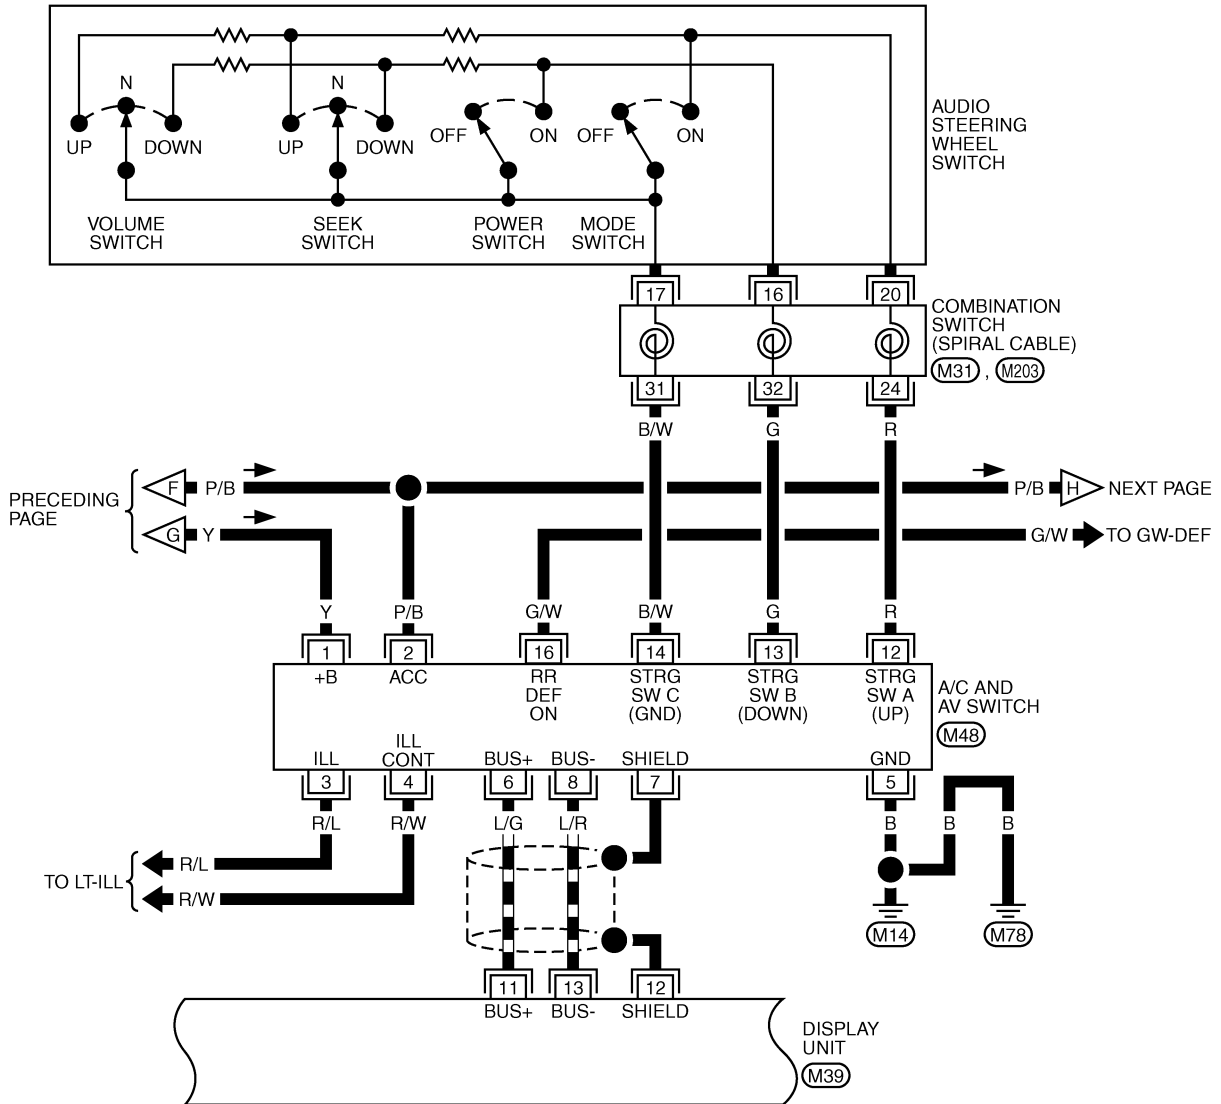 N
N
UP
DOWN
UP
DOWN
OFF
ON
OFF
ON
AUDIO
STEERING
WHEEL
SWITCH
VOLUME
SWITCH
SEEK
SWITCH
POWER
SWITCH
MODE
SWITCH
17
16
20
COMBINATION
SWITCH
(SPIRAL CABLE)
M31 , M203
31
32
24
B/W
G
R
PRECEDING
PAGE
F
P/B
P/B
H
NEXT PAGE
G
Y
G/W
TO GW-DEF
Y
P/B
G/W
B/W
G
R
1
2
16
14
13
12
+B
ACC
RR
DEF
ON
STRG
SW C
(GND)
STRG
SW B
(DOWN)
STRG
SW A
(UP)
A/C AND
AV SWITCH
M48
ILL
ILL
CONT
BUS+
BUS-
SHIELD
GND
3
4
6
8
7
5
R/L
R/W
L/G
L/R
B
B
B
TO LT-ILL
R/L
R/W
M14
M78
11
13
12
BUS+
BUS-
SHIELD
DISPLAY
UNIT
M39